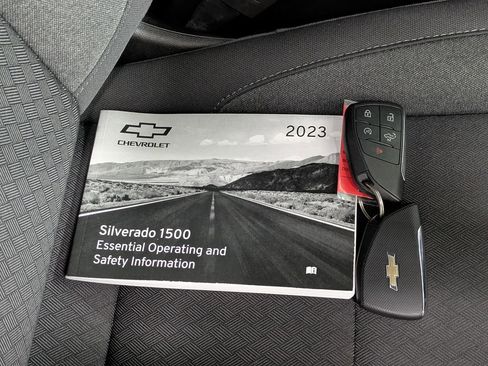 2023
CHEVROLET
Silverado 1500
Essential Operating and
Safety Information